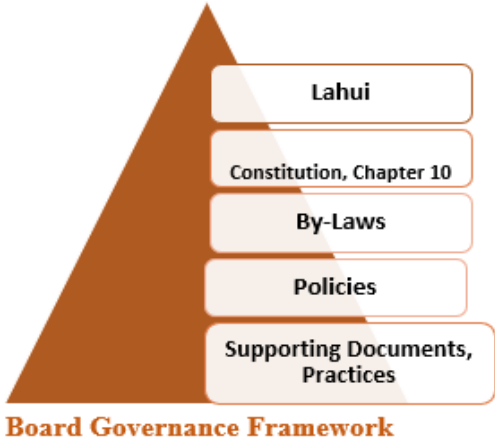 Lahui
Constitution, Chapter 10
By-Laws
Policies
Supporting Documents,
Practices
Board Governance Framework